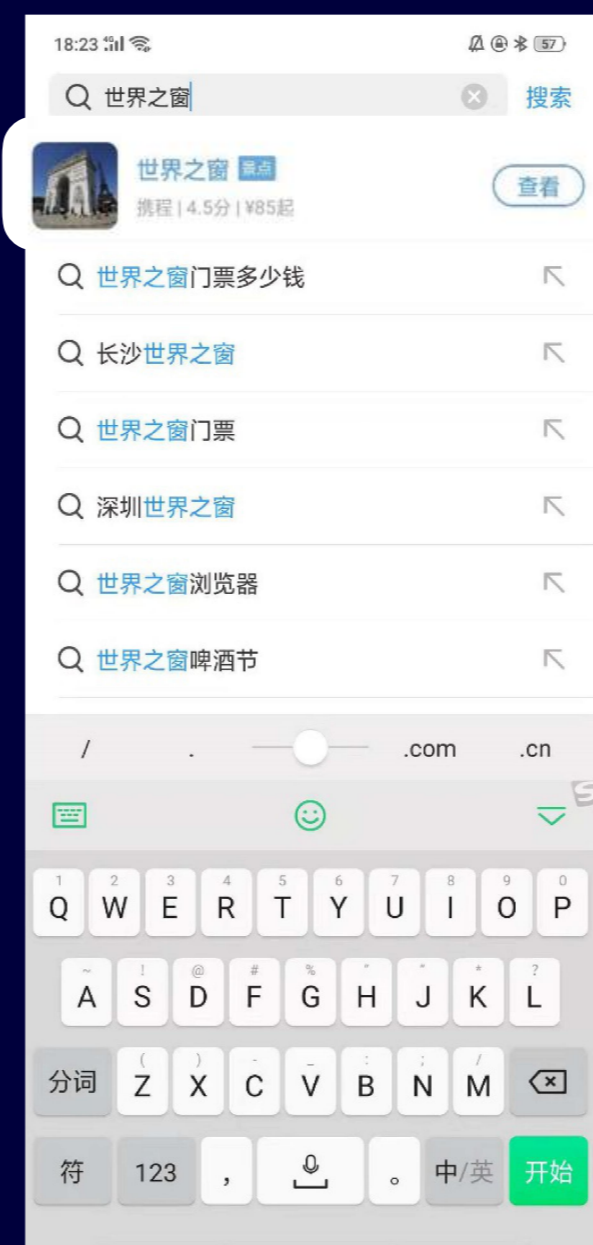 18:23
57
世界之窗
搜索
世界之窗 景点
携程 | 4.5分 | ¥85起
查看
世界之窗门票多少钱
长沙世界之窗
世界之窗门票
深圳世界之窗
世界之窗浏览器
世界之窗啤酒节
/ . .com .cn
1 2 3 4 5 6 7 8 9 0
Q W E R T Y U I O P
~ ! @ # % " " * ?
A S D F G H J K L
( ) - _ : ; /
分词 Z X C V B N M
符 123 , 。 中/英 开始